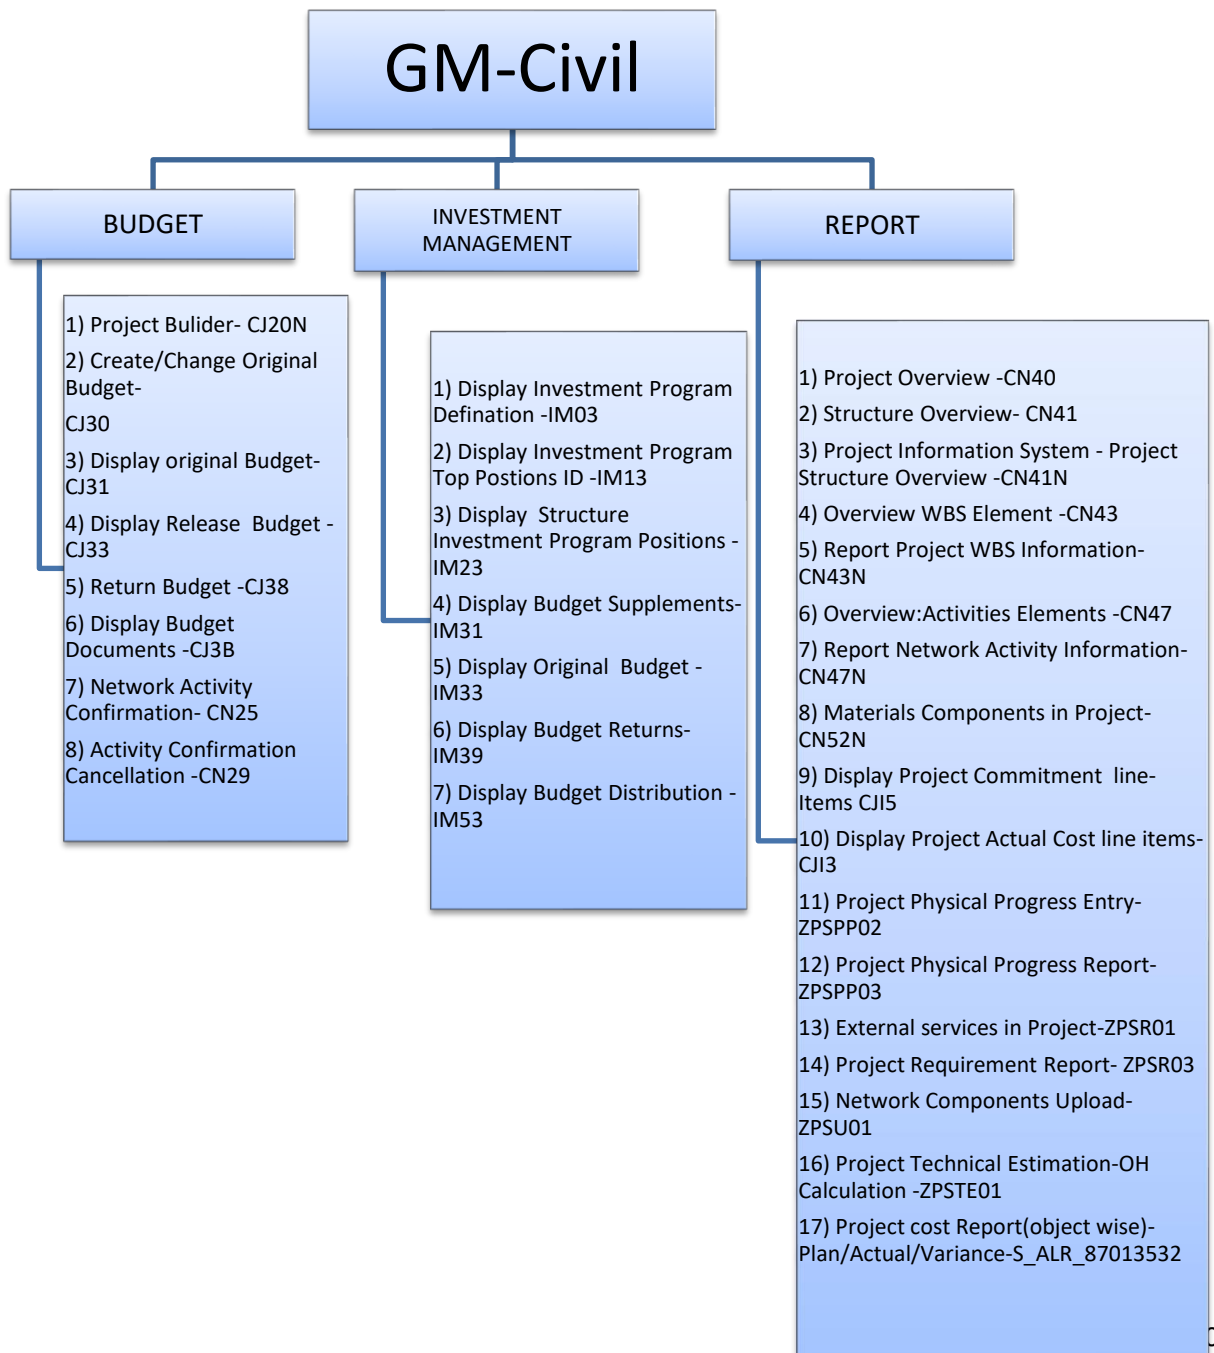 GM-Civil
BUDGET
1) Project Bulider- CJ20N
2) Create/Change Original
Budget-
CJ30
3) Display original Budget-
CJ31
4) Display Release  Budget -
CJ33
5) Return Budget -CJ38
6) Display Budget
Documents -CJ3B
7) Network Activity
Confirmation- CN25
8) Activity Confirmation
Cancellation -CN29
INVESTMENT
MANAGEMENT
1) Display Investment Program
Defination -IM03
2) Display Investment Program
Top Postions ID -IM13
3) Display  Structure
Investment Program Positions -
IM23
4) Display Budget Supplements-
IM31
5) Display Original  Budget -
IM33
6) Display Budget Returns-
IM39
7) Display Budget Distribution -
IM53
REPORT
1) Project Overview -CN40
2) Structure Overview- CN41
3) Project Information System - Project
Structure Overview -CN41N
4) Overview WBS Element -CN43
5) Report Project WBS Information-
CN43N
6) Overview:Activities Elements -CN47
7) Report Network Activity Information-
CN47N
8) Materials Components in Project-
CN52N
9) Display Project Commitment  line-
Items CJI5
10) Display Project Actual Cost line items-
CJI3
11) Project Physical Progress Entry-
ZPSPP02
12) Project Physical Progress Report-
ZPSPP03
13) External services in Project-ZPSR01
14) Project Requirement Report- ZPSR03
15) Network Components Upload-
ZPSU01
16) Project Technical Estimation-OH
Calculation -ZPSTE01
17) Project cost Report(object wise)-
Plan/Actual/Variance-S_ALR_87013532